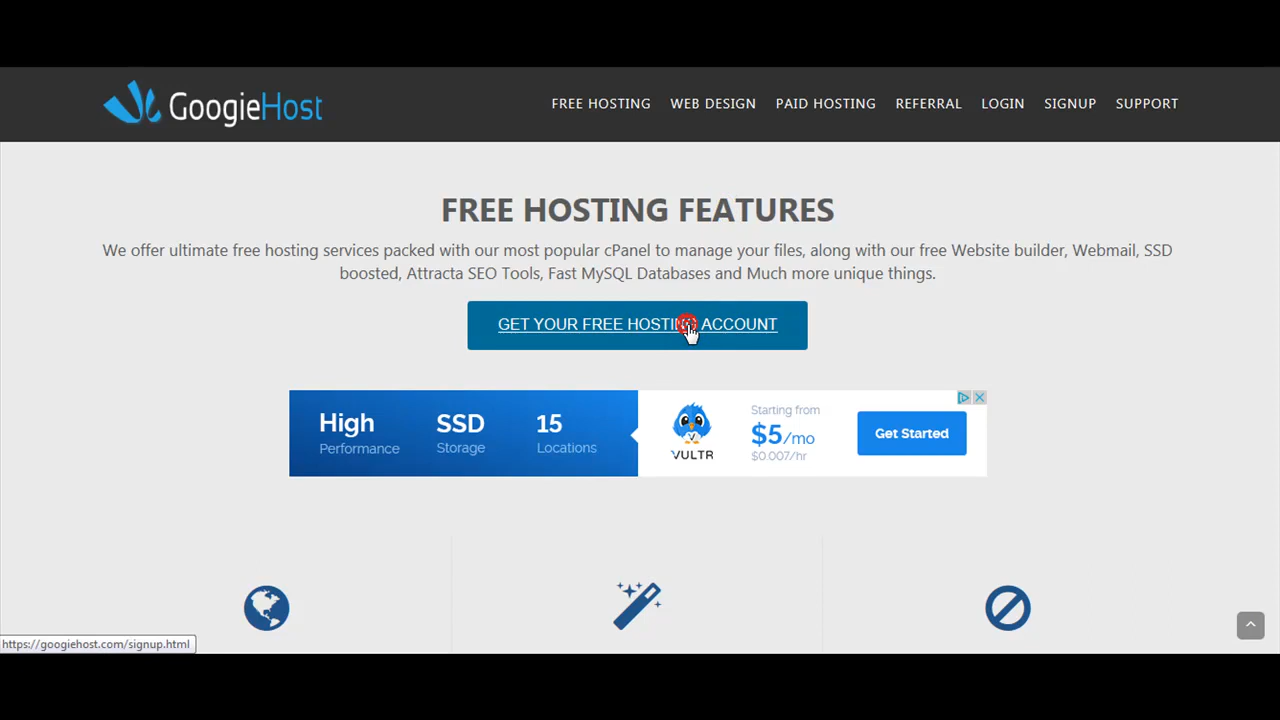 GoogieHost
FREE HOSTING WEB DESIGN PAID HOSTING REFERRAL LOGIN SIGNUP SUPPORT
FREE HOSTING FEATURES
We offer ultimate free hosting services packed with our most popular cPanel to manage your files, along with our free Website builder, Webmail, SSD
boosted, Attracta SEO Tools, Fast MySQL Databases and Much more unique things.
GET YOUR FREE HOSTING ACCOUNT
High
Performance
SSD
Storage
15
Locations
VULTR
Starting from
$5/mo
$0.007/hr
Get Started
https://googiehost.com/signup.html